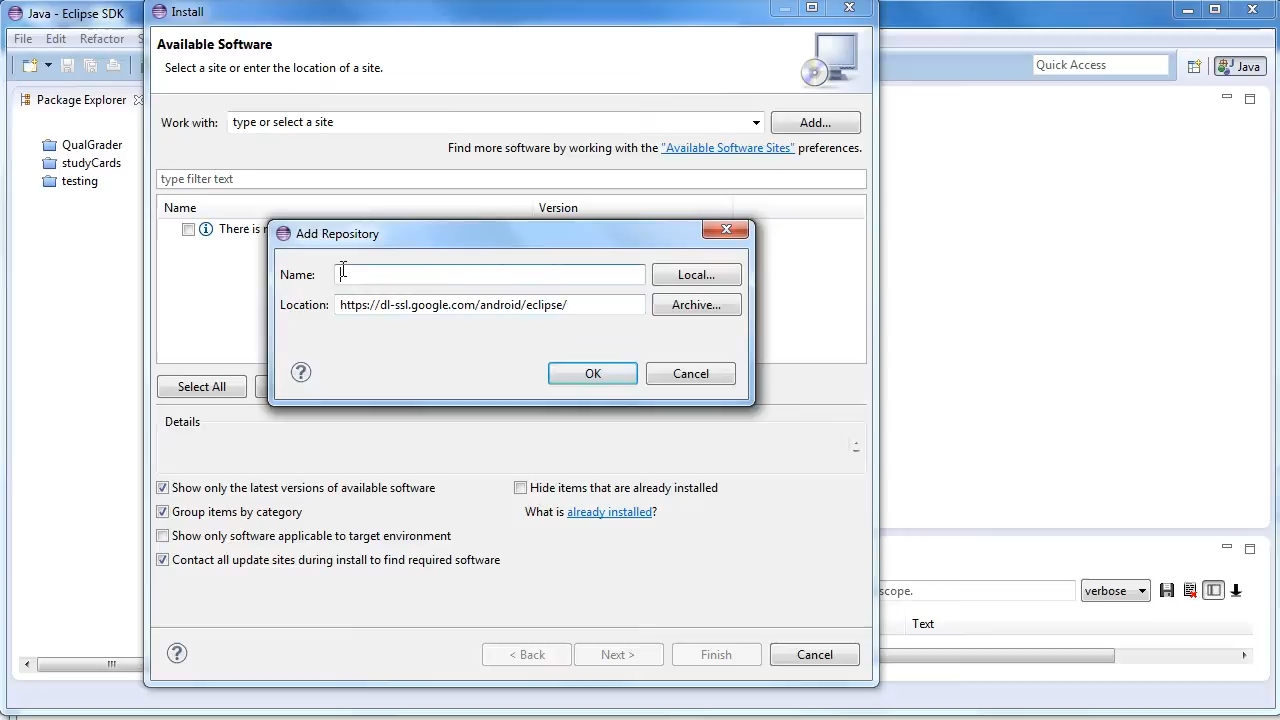 Java - Eclipse SDK
Install
File Edit Refactor
Available Software
Select a site or enter the location of a site.
Quick Access
Java
Package Explorer
Work with:
type or select a site
Add...
Find more software by working with the "Available Software Sites" preferences.
QualGrader
studyCards
testing
type filter text
Name
Version
There is
Add Repository
Name:
Local...
Location:
https://dl-ssl.google.com/android/eclipse/
Archive...
OK
Cancel
Select All
Details
Show only the latest versions of available software
Hide items that are already installed
Group items by category
What is already installed?
Show only software applicable to target environment
Contact all update sites during install to find required software
scope.
verbose
Text
< Back
Next >
Finish
Cancel